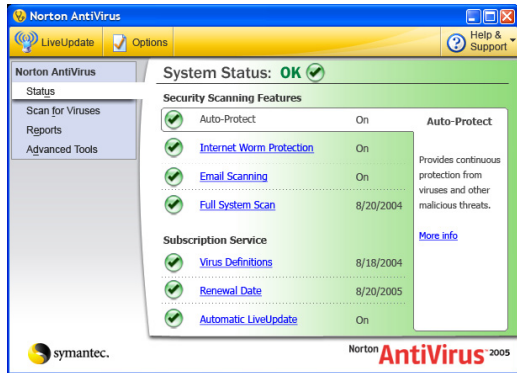 Norton AntiVirus
LiveUpdate Options Help & Support
Norton AntiVirus
Status
Scan for Viruses
Reports
Advanced Tools
System Status: OK
Security Scanning Features
Auto-Protect On
Internet Worm Protection On
Email Scanning On
Full System Scan 8/20/2004
Subscription Service
Virus Definitions 8/18/2004
Renewal Date 8/20/2005
Automatic LiveUpdate On
Auto-Protect
Provides continuous
protection from
viruses and other
malicious threats.
More info
symantec.
Norton AntiVirus 2005